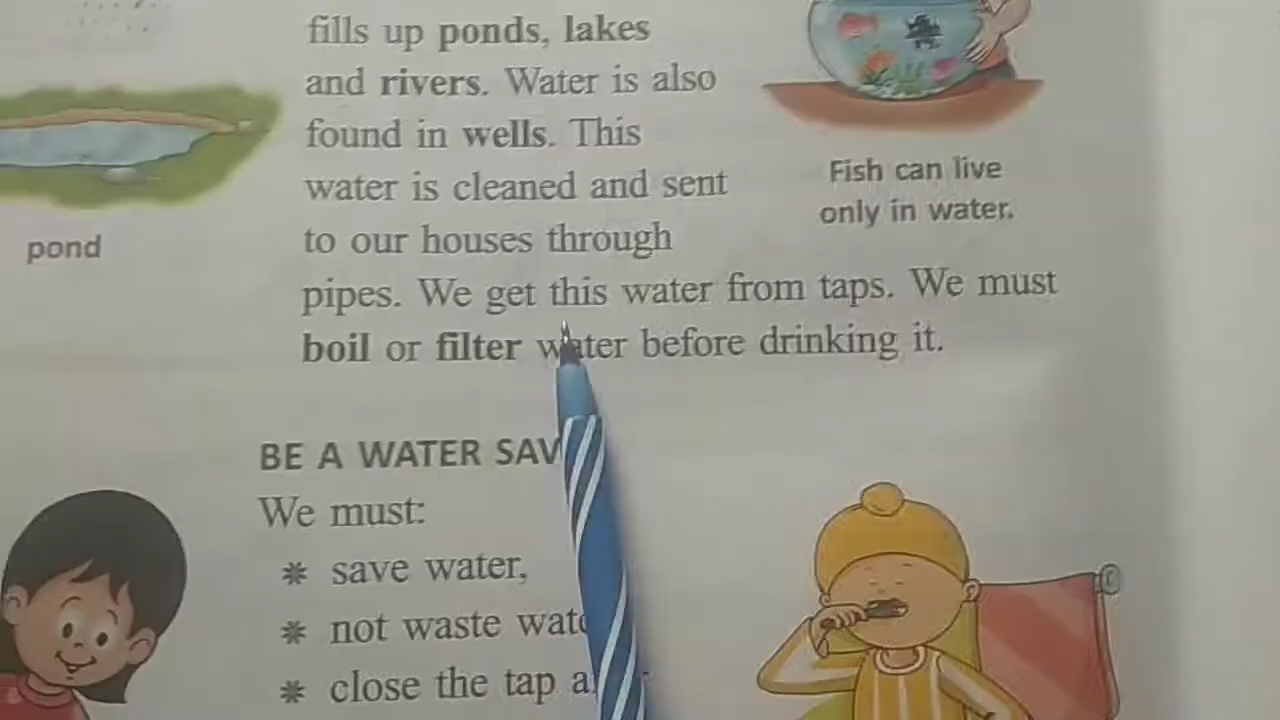 fills up ponds, lakes
and rivers. Water is also
found in wells. This
water is cleaned and sent
to our houses through
pipes. We get this water from taps. We must
boil or filter water before drinking it.
Fish can live
only in water.
pond
BE A WATER
We must:
save water,
not waste
close the tap